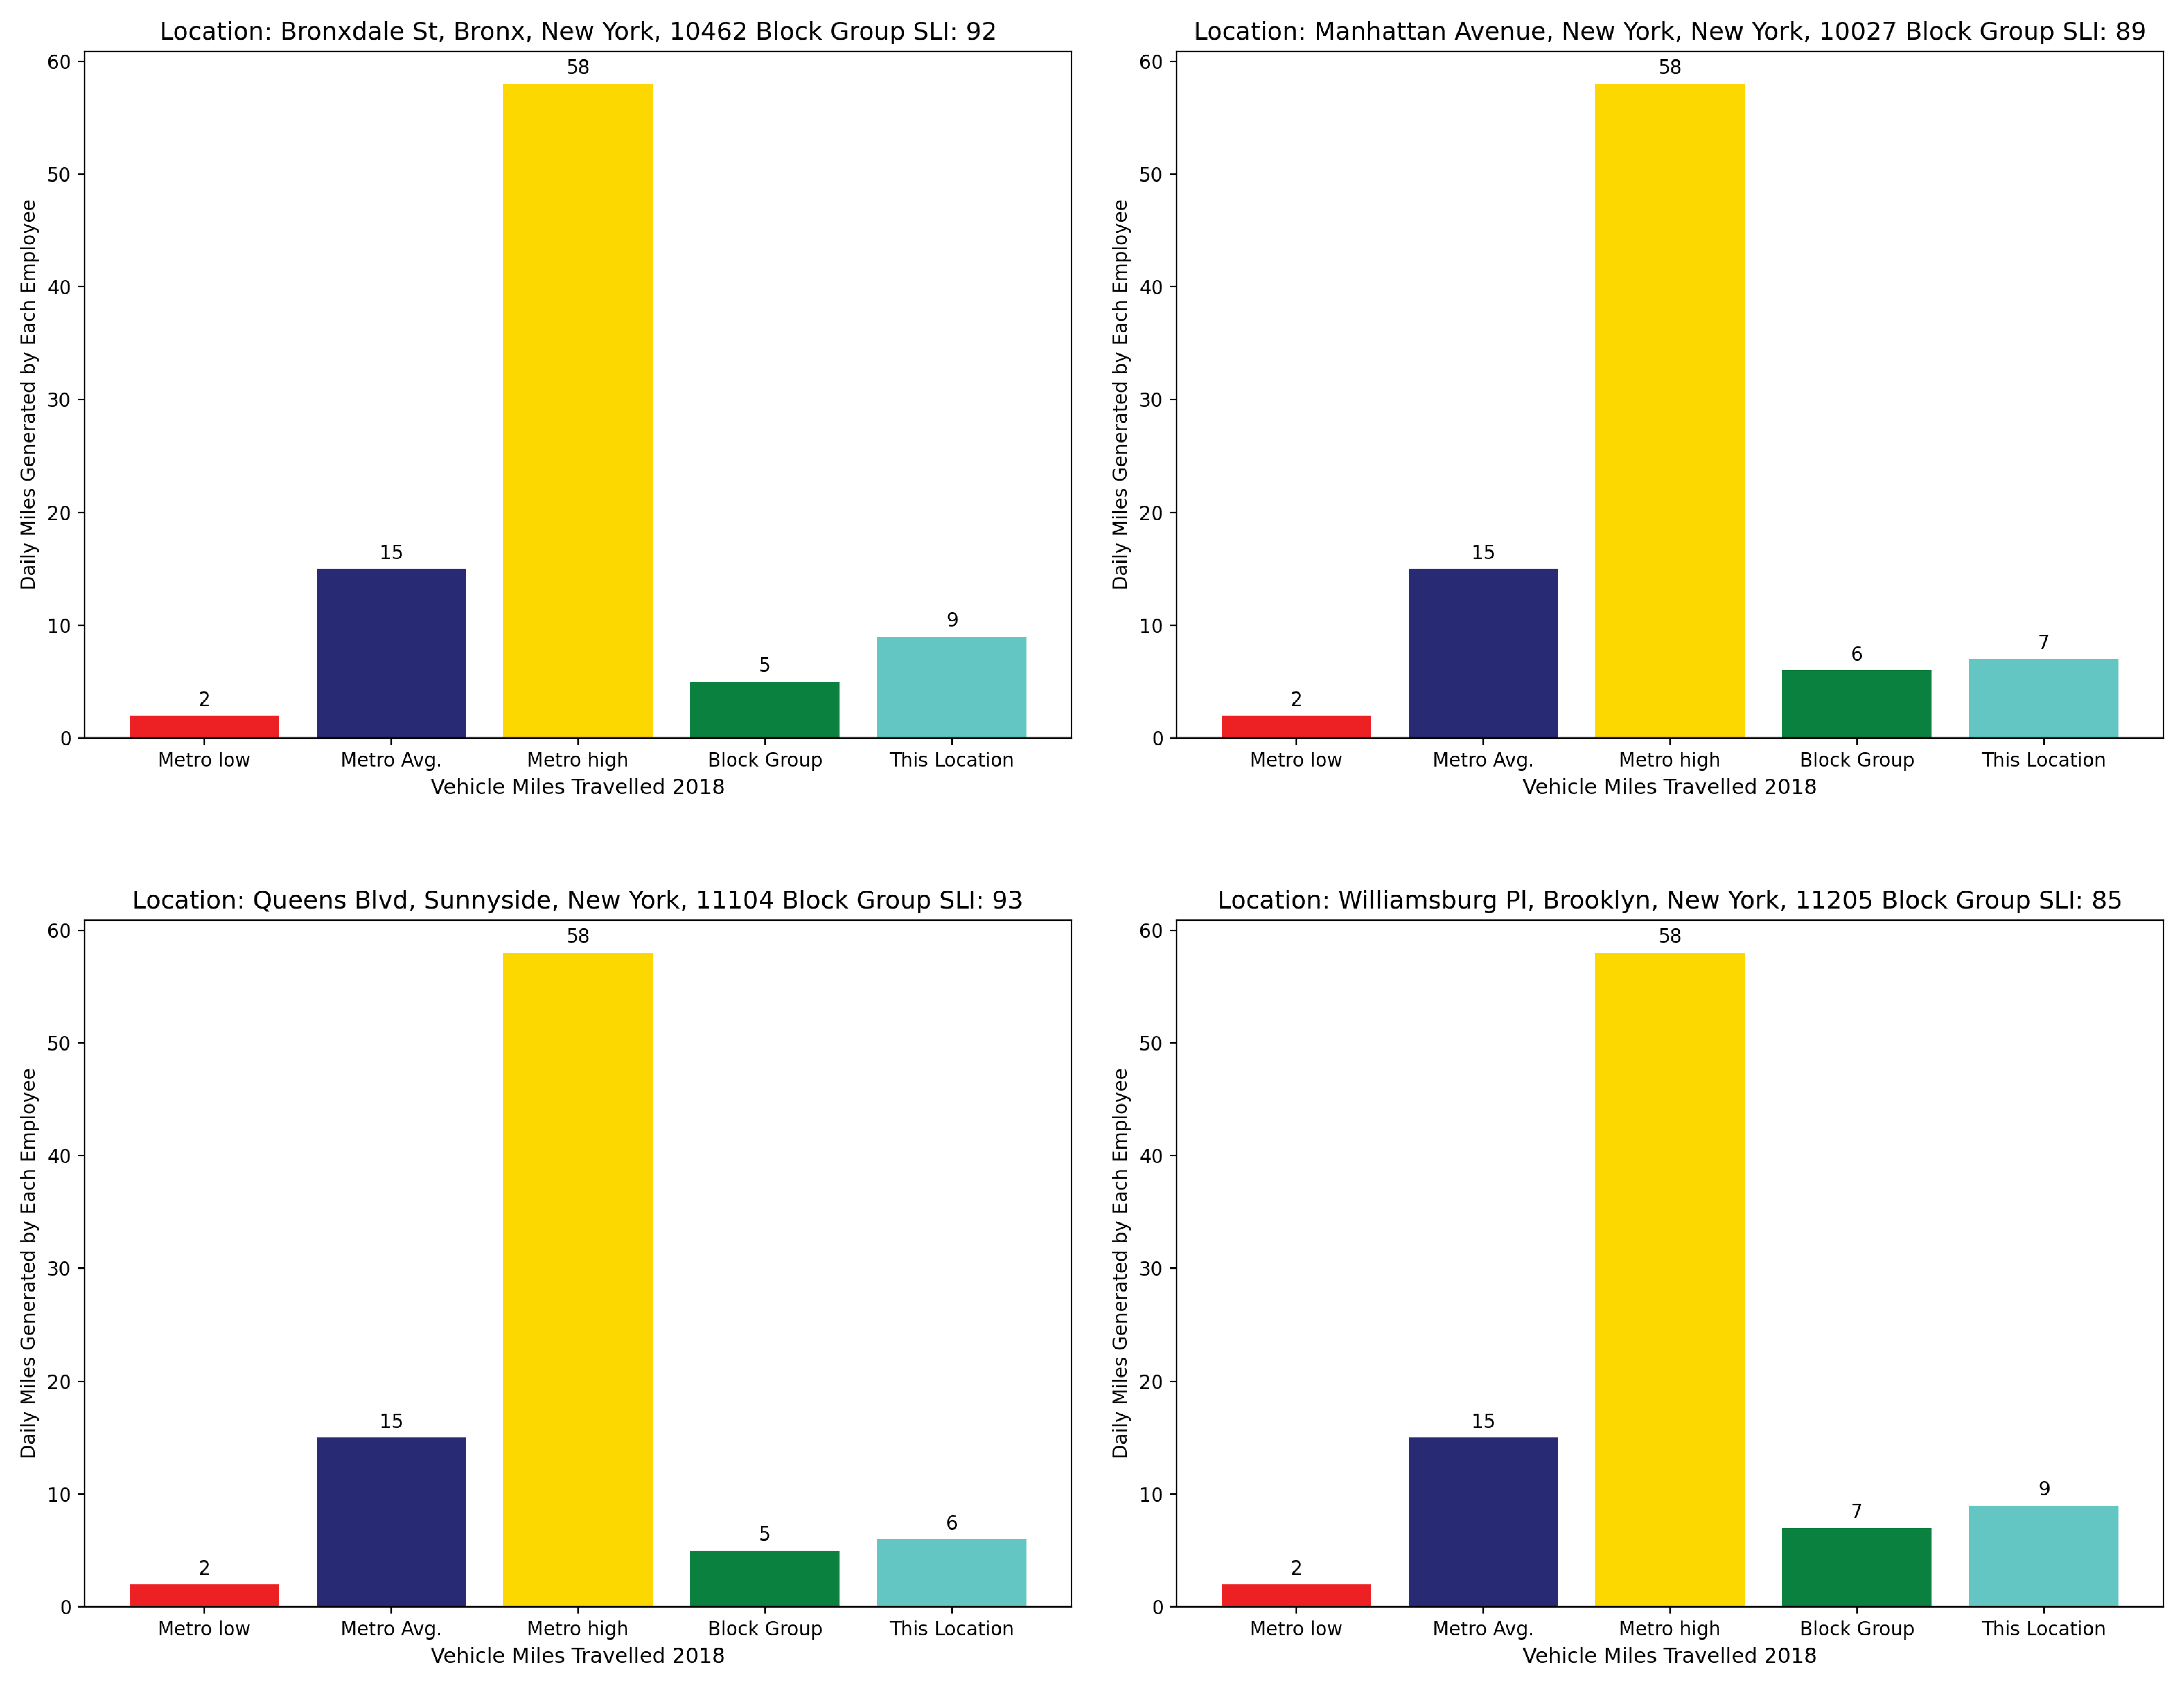 Location: Bronxdale St, Bronx, New York, 10462 Block Group SLI: 92
Daily Miles Generated by Each Employee
60
50
40
30
20
10
0
2
15
58
5
9
Metro low
Metro Avg.
Metro high
Block Group
This Location
Vehicle Miles Travelled 2018
Location: Manhattan Avenue, New York, New York, 10027 Block Group SLI: 89
Daily Miles Generated by Each Employee
60
50
40
30
20
10
0
2
15
58
6
7
Metro low
Metro Avg.
Metro high
Block Group
This Location
Vehicle Miles Travelled 2018
Location: Queens Blvd, Sunnyside, New York, 11104 Block Group SLI: 93
Daily Miles Generated by Each Employee
60
50
40
30
20
10
0
2
15
58
5
6
Metro low
Metro Avg.
Metro high
Block Group
This Location
Vehicle Miles Travelled 2018
Location: Williamsburg Pl, Brooklyn, New York, 11205 Block Group SLI: 85
Daily Miles Generated by Each Employee
60
50
40
30
20
10
0
2
15
58
7
9
Metro low
Metro Avg.
Metro high
Block Group
This Location
Vehicle Miles Travelled 2018